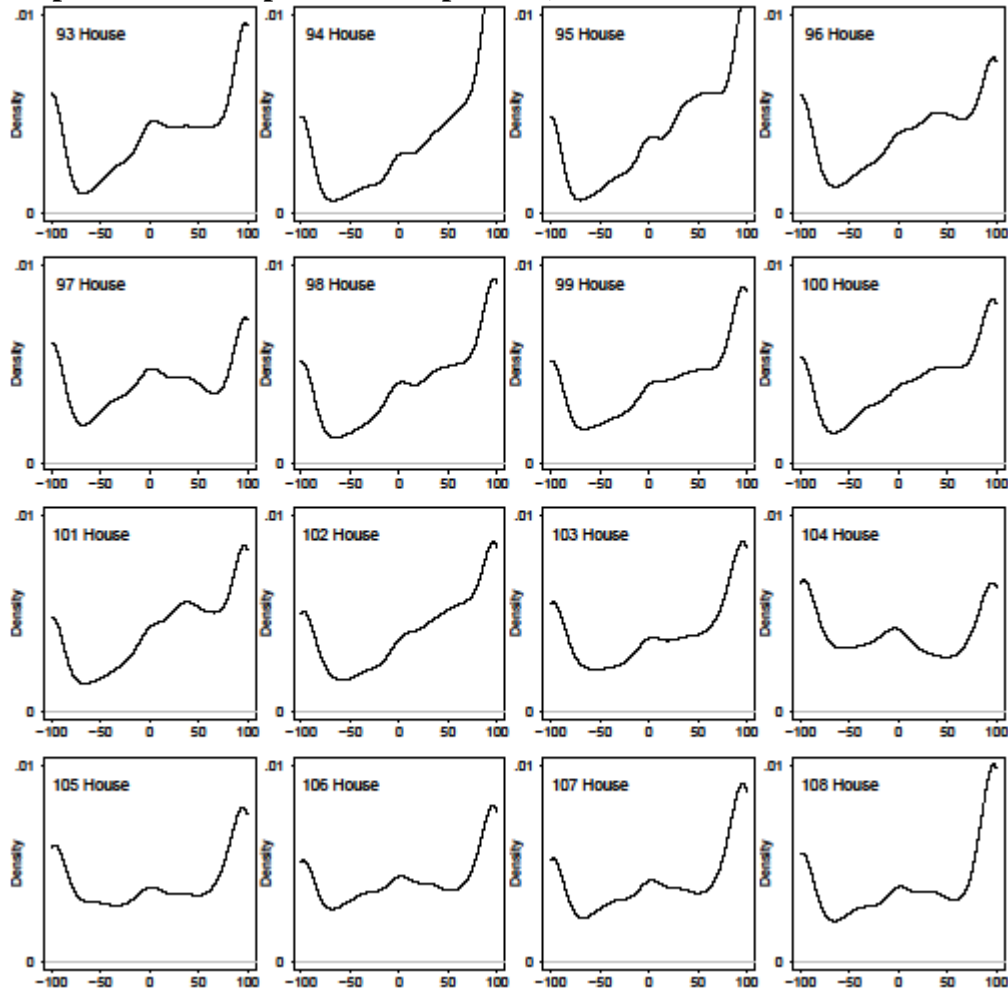 .01 .01 .01 .01
93 House 94 House 95 House 96 House
Density Density Density Density
0 0 0 0
−100 −50 0 50 100 −100 −50 0 50 100 −100 −50 0 50 100 −100 −50 0 50 100
.01 .01 .01 .01
97 House 98 House 99 House 100 House
Density Density Density Density
0 0 0 0
−100 −50 0 50 100 −100 −50 0 50 100 −100 −50 0 50 100 −100 −50 0 50 100
.01 .01 .01 .01
101 House 102 House 103 House 104 House
Density Density Density Density
0 0 0 0
−100 −50 0 50 100 −100 −50 0 50 100 −100 −50 0 50 100 −100 −50 0 50 100
.01 .01 .01 .01
105 House 106 House 107 House 108 House
Density Density Density Density
0 0 0 0
−100 −50 0 50 100 −100 −50 0 50 100 −100 −50 0 50 100 −100 −50 0 50 100